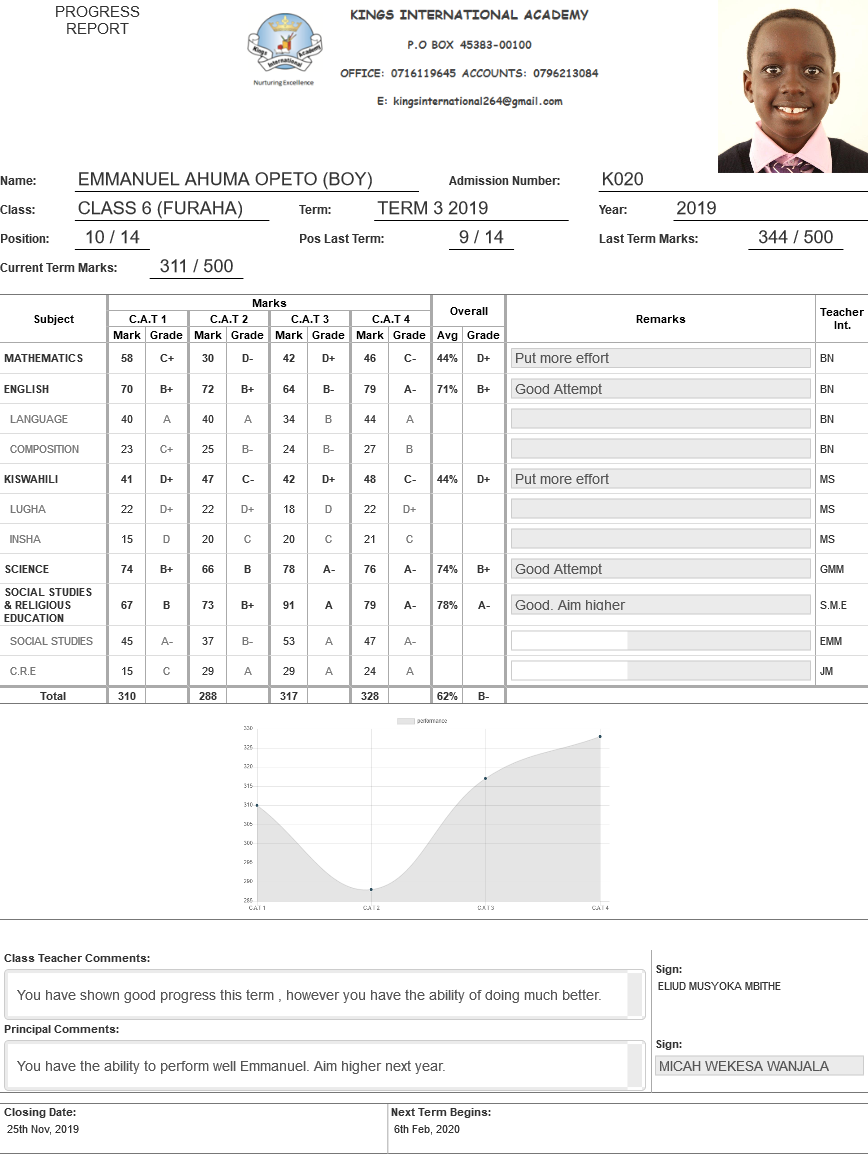 PROGRESS
REPORT
KINGS INTERNATIONAL ACADEMY
P.O BOX 45383-00100
OFFICE: 0716119645 ACCOUNTS: 0796213084
E: kingsinternational264@gmail.com
Kings International Academy
Nurturing Excellence
Name: EMMANUEL AHUMA OPETO (BOY) Admission Number: K020
Class: CLASS 6 (FURAHA) Term: TERM 3 2019 Year: 2019
Position: 10 / 14 Pos Last Term: 9 / 14 Last Term Marks: 344 / 500
Current Term Marks: 311 / 500
Subject Marks Overall Remarks Teacher Int.
C.A.T 1 C.A.T 2 C.A.T 3 C.A.T 4
Mark Grade Mark Grade Mark Grade Mark Grade Avg Grade
MATHEMATICS 58 C+ 30 D- 42 D+ 46 C- 44% D+ Put more effort BN
ENGLISH 70 B+ 72 B+ 64 B- 79 A- 71% B+ Good Attempt BN
LANGUAGE 40 A 40 A 34 B 44 A BN
COMPOSITION 23 C+ 25 B- 24 B- 27 B BN
KISWAHILI 41 D+ 47 C- 42 D+ 48 C- 44% D+ Put more effort MS
LUGHA 22 D+ 22 D+ 18 D 22 D+ MS
INSHA 15 D 20 C 20 C 21 C MS
SCIENCE 74 B+ 66 B 78 A- 76 A- 74% B+ Good Attempt GMM
SOCIAL STUDIES
& RELIGIOUS
EDUCATION 67 B 73 B+ 91 A 79 A- 78% A- Good. Aim higher S.M.E
SOCIAL STUDIES 45 A- 37 B- 53 A 47 A- EMM
C.R.E 15 C 29 A 29 A 24 A JM
Total 310 288 317 328 62% B-
performance
330
325
320
315
310
305
300
295
290
285
C.A.T 1 C.A.T 2 C.A.T 3 C.A.T 4
Class Teacher Comments:
You have shown good progress this term , however you have the ability of doing much better.
Sign:
ELIUD MUSYOKA MBITHE
Principal Comments:
You have the ability to perform well Emmanuel. Aim higher next year.
Sign:
MICAH WEKESA WANJALA
Closing Date:
25th Nov, 2019
Next Term Begins:
6th Feb, 2020